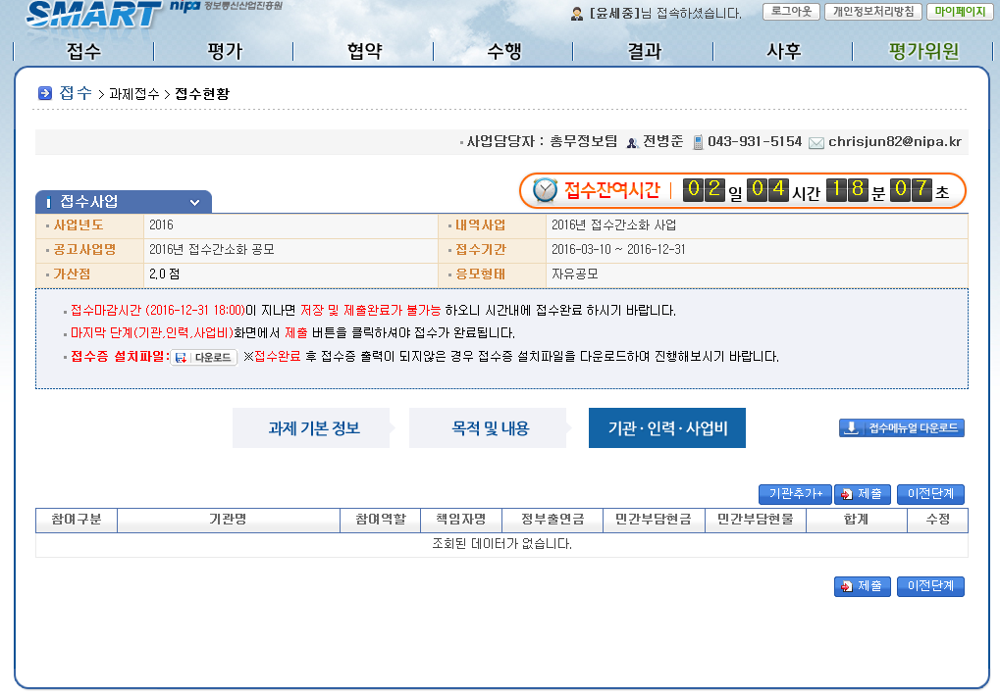 SMART nipa 정보통신산업진흥원
[윤세중]님 접속하셨습니다. 로그아웃 개인정보처리방침 마이페이지
접수 평가 협약 수행 결과 사후 평가위원
접수 > 과제접수 > 접수현황
사업담당자 : 총무정보팀 전병준 043-931-5154 chrisjun82@nipa.kr
접수사업
접수잔여시간 | 02일 04시간 18분 07초
사업년도 2016 내역사업 2016년 접수간소화 사업
공고사업명 2016년 접수간소화 공모 접수기간 2016-03-10 ~ 2016-12-31
가산점 2.0 점 응모형태 자유공모
접수마감시간 (2016-12-31 18:00)이 지나면 저장 및 제출완료가 불가능 하오니 시간내에 접수완료 하시기 바랍니다.
마지막 단계(기관,인력,사업비)화면에서 제출 버튼을 클릭하셔야 접수가 완료됩니다.
접수증 설치파일: 다운로드 ※접수완료 후 접수증 출력이 되지않은 경우 접수증 설치파일을 다운로드하여 진행해보시기 바랍니다.
과제 기본 정보 목적 및 내용 기관 · 인력 · 사업비 접수메뉴얼 다운로드
기관추가+ 제출 이전단계
참여구분 기관명 참여역할 책임자명 정부출연금 민간부담현금 민간부담현물 합계 수정
조회된 데이터가 없습니다.
제출 이전단계